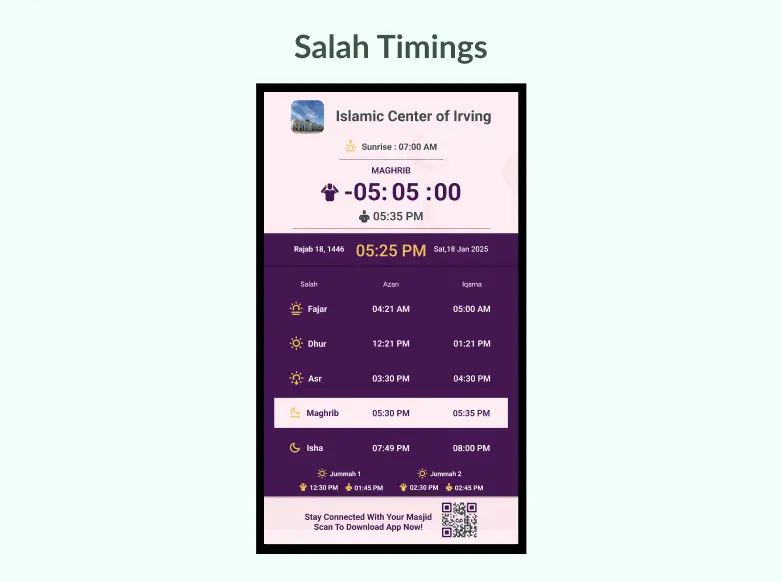 Salah Timings
Islamic Center of Irving
Sunrise : 07:00 AM
MAGHRIB
-05: 05 :00
05:35 PM
Rajab 18, 1446 05:25 PM Sat,18 Jan 2025
Salah Azan Iqama
Fajar 04:21 AM 05:00 AM
Dhur 12:21 PM 01:21 PM
Asr 03:30 PM 04:30 PM
Maghrib 05:30 PM 05:35 PM
Isha 07:49 PM 08:00 PM
Jummah 1 Jummah 2
12:30 PM 01:45 PM 02:30 PM 02:45 PM
Stay Connected With Your Masjid
Scan To Download App Now!